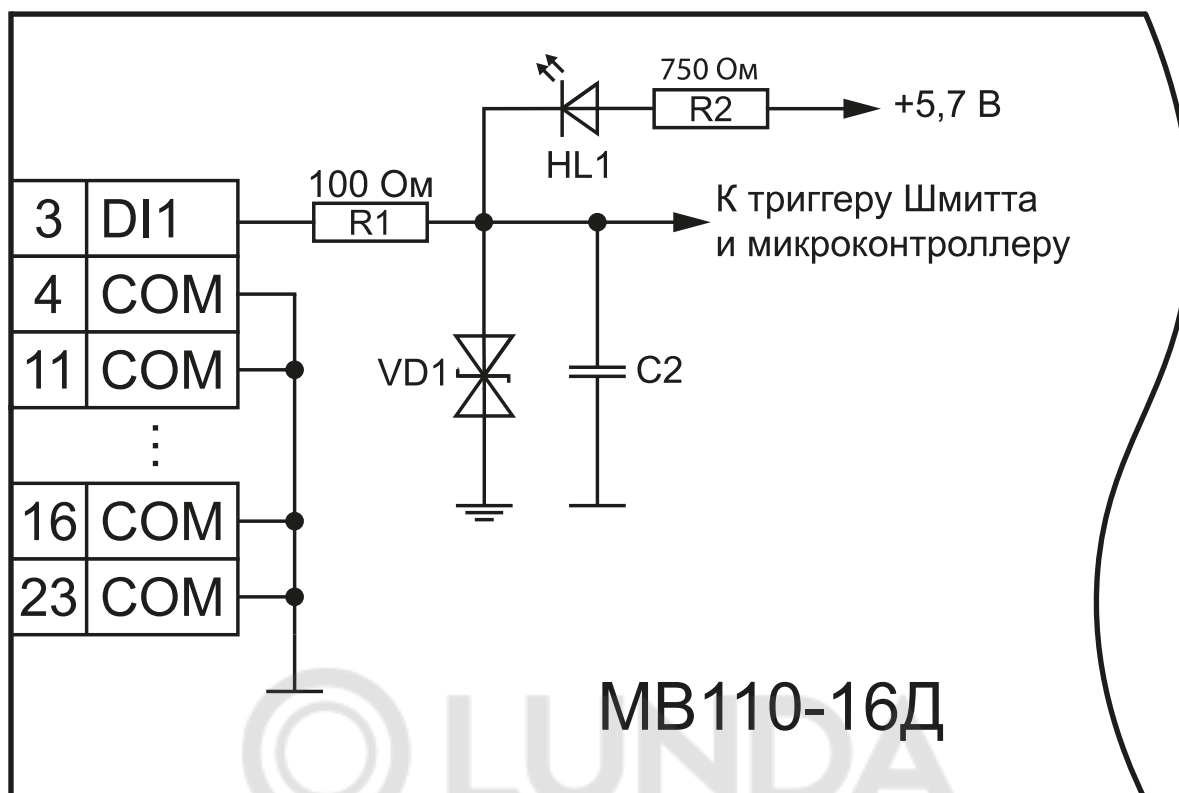 750 Ом
R2
+5,7 В
HL1
100 Ом
К триггеру Шмитта
и микроконтроллеру
3 DI1
R1
4 COM
11 COM
VD1
C2
16 COM
23 COM
МВ110-16Д
LUNDA